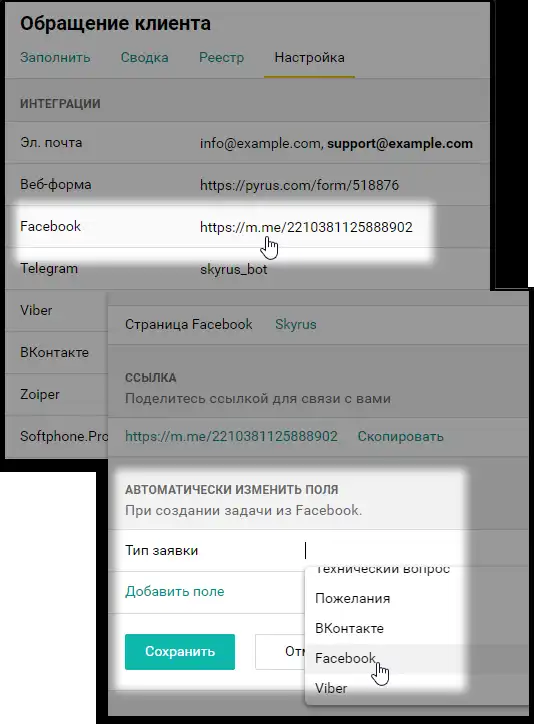 Обращение клиента
Заполнить Сводка Реестр Настройка
ИНТЕГРАЦИИ
Эл. почта info@example.com, support@example.com
Веб-форма https://pyrus.com/form/518876
Facebook https://m.me/2210381125888902
Telegram skyrus_bot
Viber
ВКонтакте
Zoiper
Softphone.Pro
Страница Facebook Skyrus
ССЫЛКА
Поделитесь ссылкой для связи с вами
https://m.me/2210381125888902 Скопировать
АВТОМАТИЧЕСКИ ИЗМЕНИТЬ ПОЛЯ
При создании задачи из Facebook.
Тип заявки
Технический вопрос
Добавить поле
Пожелания
ВКонтакте
Сохранить Отм
Facebook
Viber